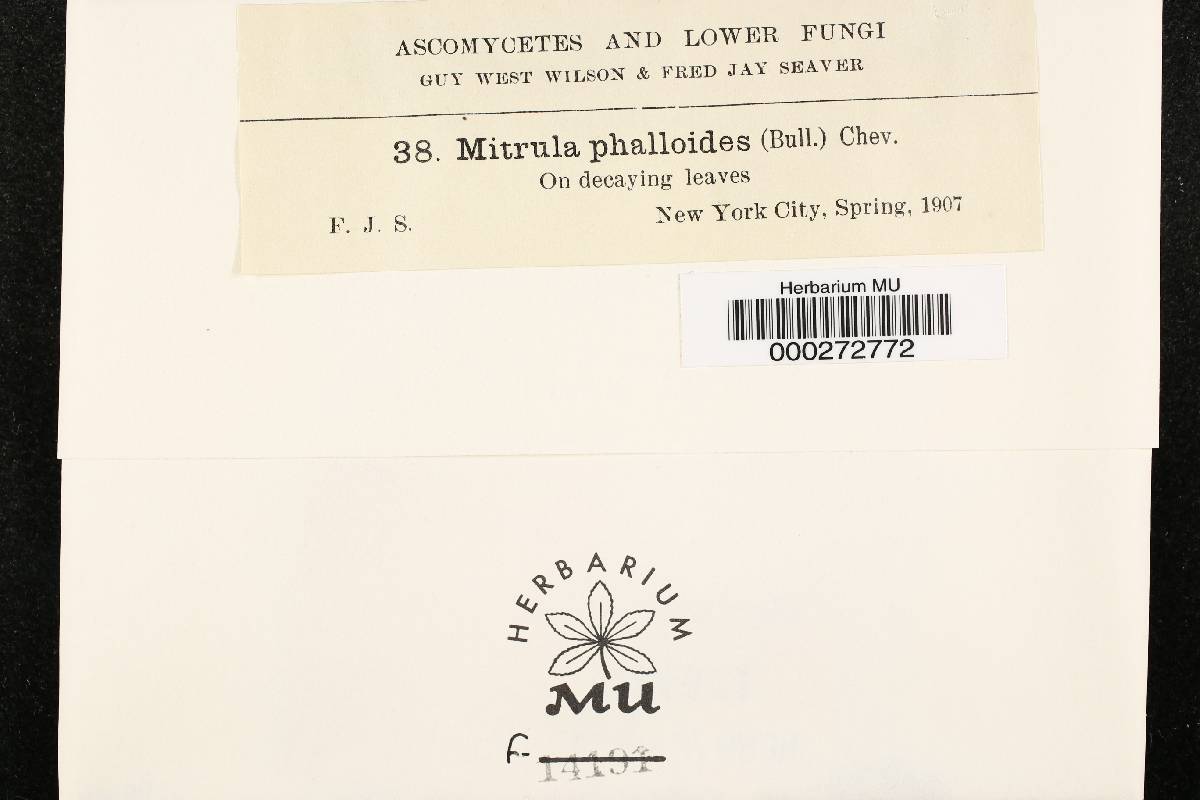 ASCOMYCETES AND LOWER FUNGI
GUY WEST WILSON & FRED JAY SEAVER
38. Mitrula phalloides (Bull.) Chev.
On decaying leaves
F. J. S. New York City, Spring, 1907
Herbarium MU
000272772
HERBARIUM
MU
F- 14191